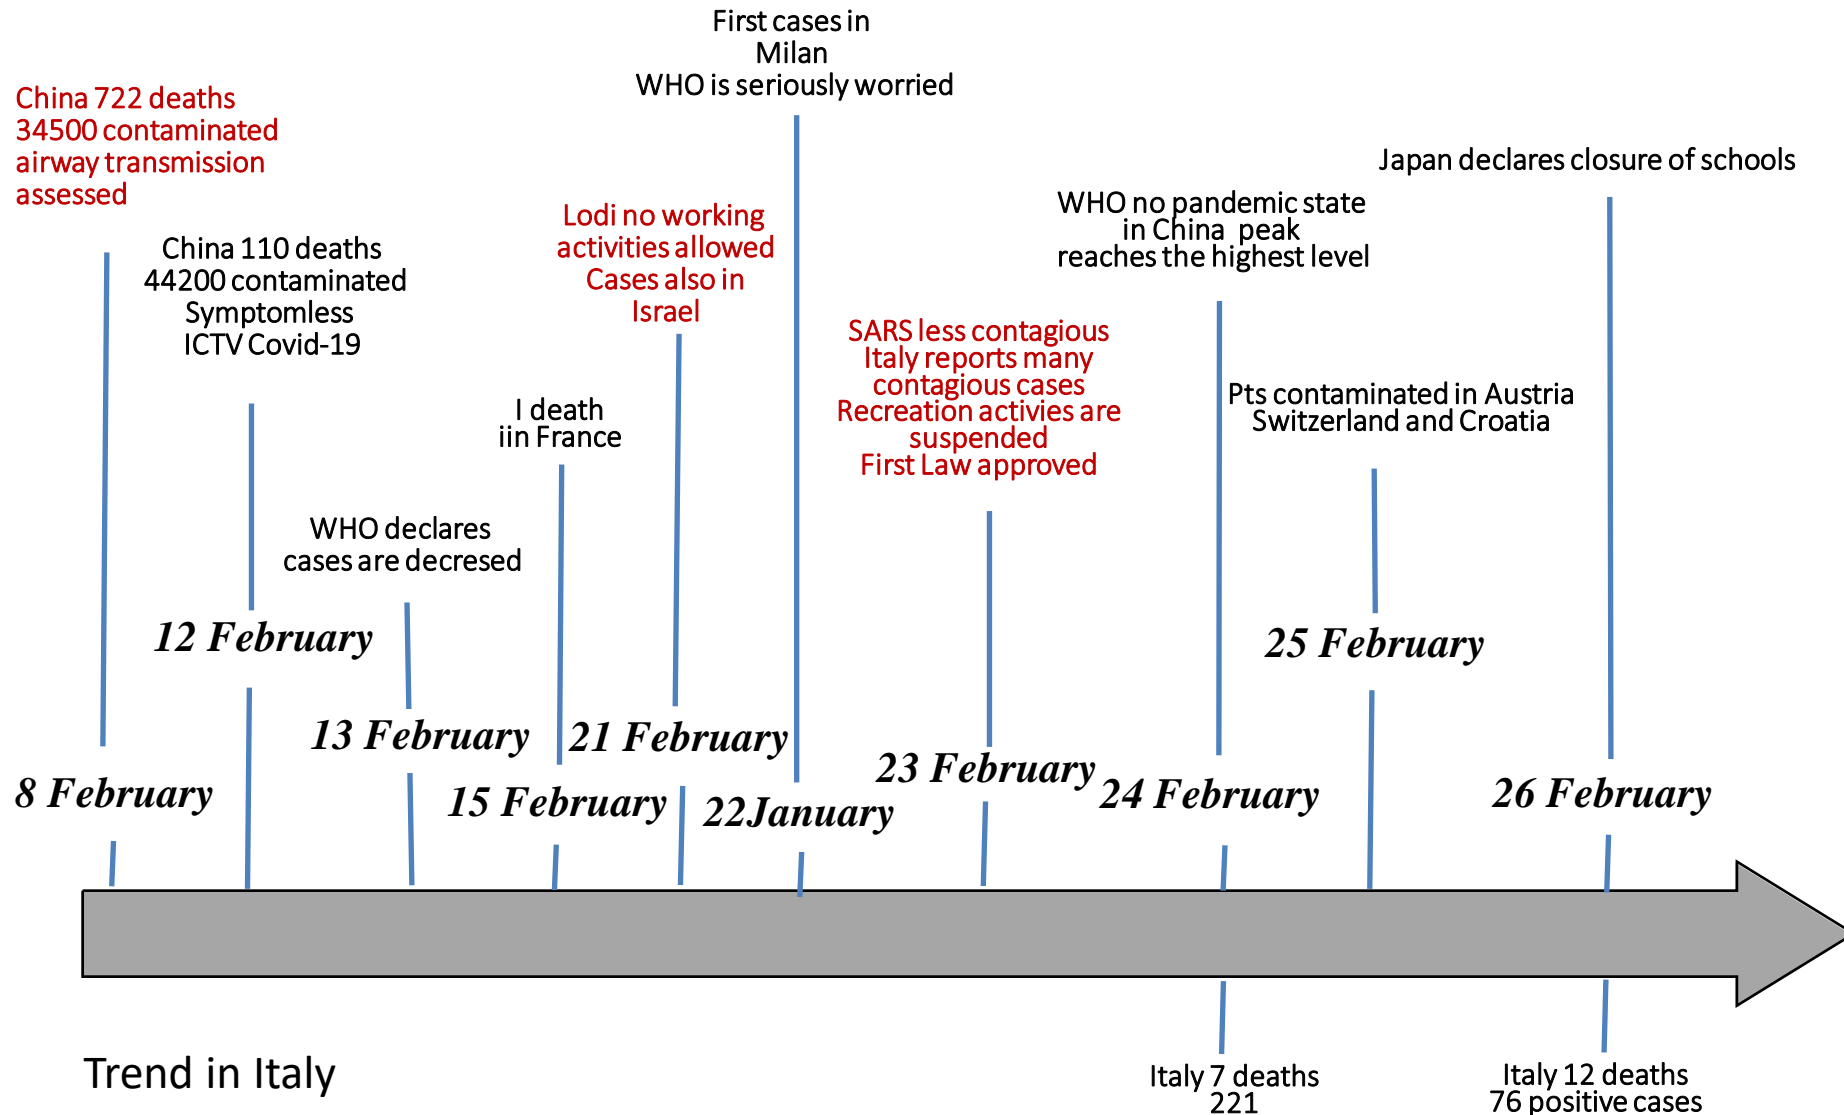 First cases in
Milan
WHO is seriously worried
China 722 deaths
34500 contaminated
airway transmission
assessed
China 110 deaths
44200 contaminated
Symptomless
ICTV Covid-19
WHO declares
cases are decresed
I death
iin France
Lodi no working
activities allowed
Cases also in
Israel
SARS less contagious
Italy reports many
contagious cases
Recreation activies are
suspended
First Law approved
WHO no pandemic state
in China peak
reaches the highest level
Pts contaminated in Austria
Switzerland and Croatia
Japan declares closure of schools
8 February
12 February
13 February
15 February
21 February
22January
23 February
24 February
25 February
26 February
Trend in Italy
Italy 7 deaths
221
Italy 12 deaths
76 positive cases